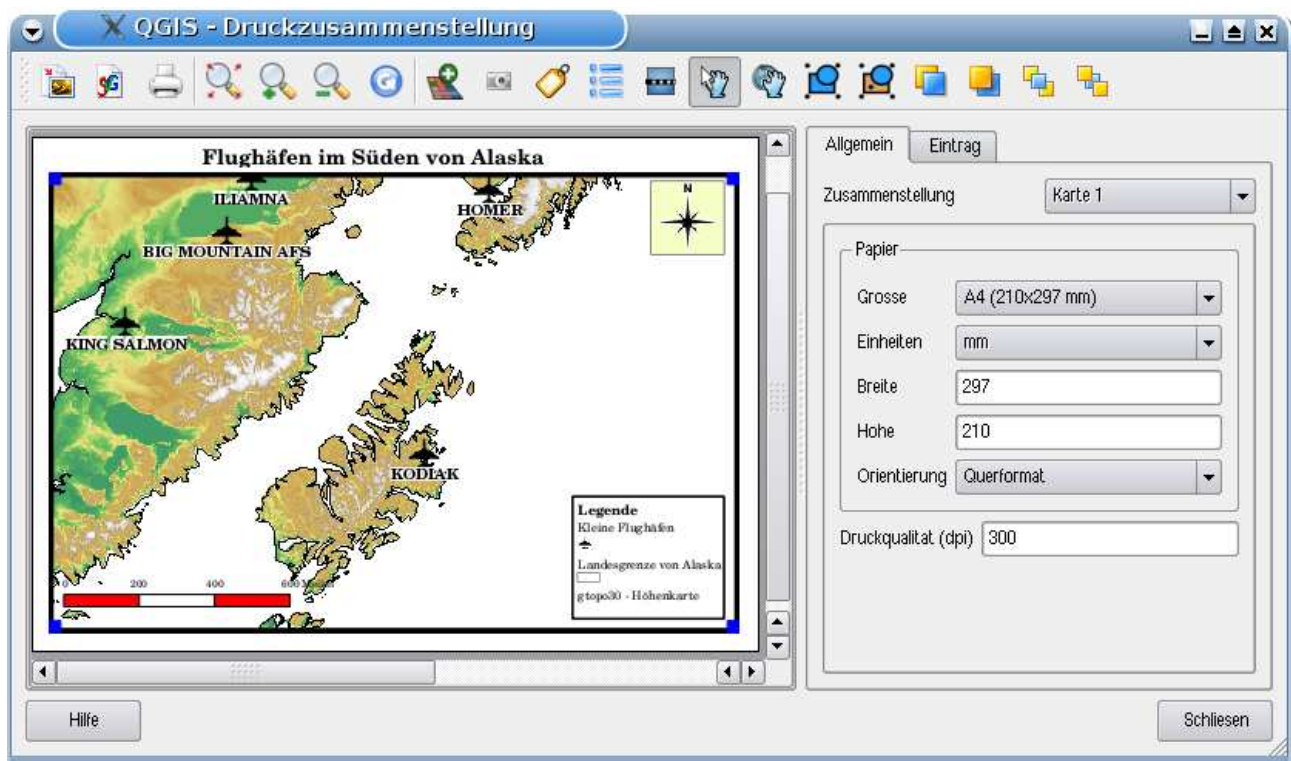 QGIS - Druckzusammenstellung
Flughäfen im Süden von Alaska
N
ILIAMNA
HOMER
BIG MOUNTAIN AFS
KING SALMON
KODIAK
Legende
Kleine Flughäfen
Landesgrenze von Alaska
gtopo30 - Höhenkarte
0 200 400 600
Allgemein Eintrag
Zusammenstellung Karte 1
Papier
Grosse A4 (210x297 mm)
Einheiten mm
Breite 297
Hohe 210
Orientierung Querformat
Druckqualitat (dpi) 300
Hilfe Schliesen